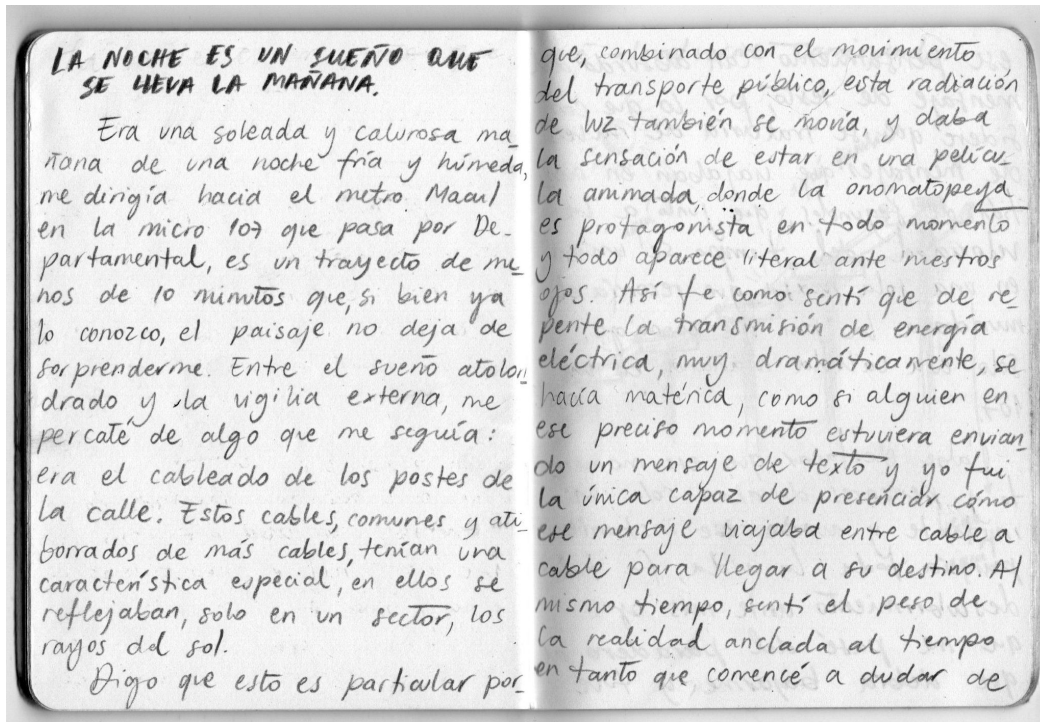 LA NOCHE ES UN SUEÑO QUE
SE LLEVA LA MAÑANA.
Era una soleada y calurosa ma_
ñana de una noche fría y húmeda,
me dirigía hacia el metro Macul
en la micro 107 que pasa por De-
partamental, es un trayecto de me_
nos de 10 minutos que, si bien ya
lo conozco, el paisaje no deja de
sorprenderme. Entre el sueño atolon_
drado y la vigilia externa, me
percaté de algo que me seguía:
era el cableado de los postes de
la calle. Estos cables, comunes y ati_
borrados de más cables, tenían una
característica especial, en ellos se
reflejaban, solo en un sector, los
rayos del sol.
Digo que esto es particular por_
que, combinado con el movimiento
del transporte público, esta radiación
de luz también se movía, y daba
la sensación de estar en una pelícu_
la animada donde la onomatopeya
es protagonista en todo momento
y todo aparece literal ante nuestros
ojos. Así fe como sentí que de re_
pente la transmisión de energía
eléctrica, muy dramáticamente, se
hacía matérica, como si alguien en
ese preciso momento estuviera envian_
do un mensaje de texto y yo fui
la única capaz de presenciar cómo
ese mensaje viajaba entre cable a
cable para llegar a su destino. Al
mismo tiempo, sentí el peso de
la realidad anclada al tiempo
en tanto que comencé a dudar de